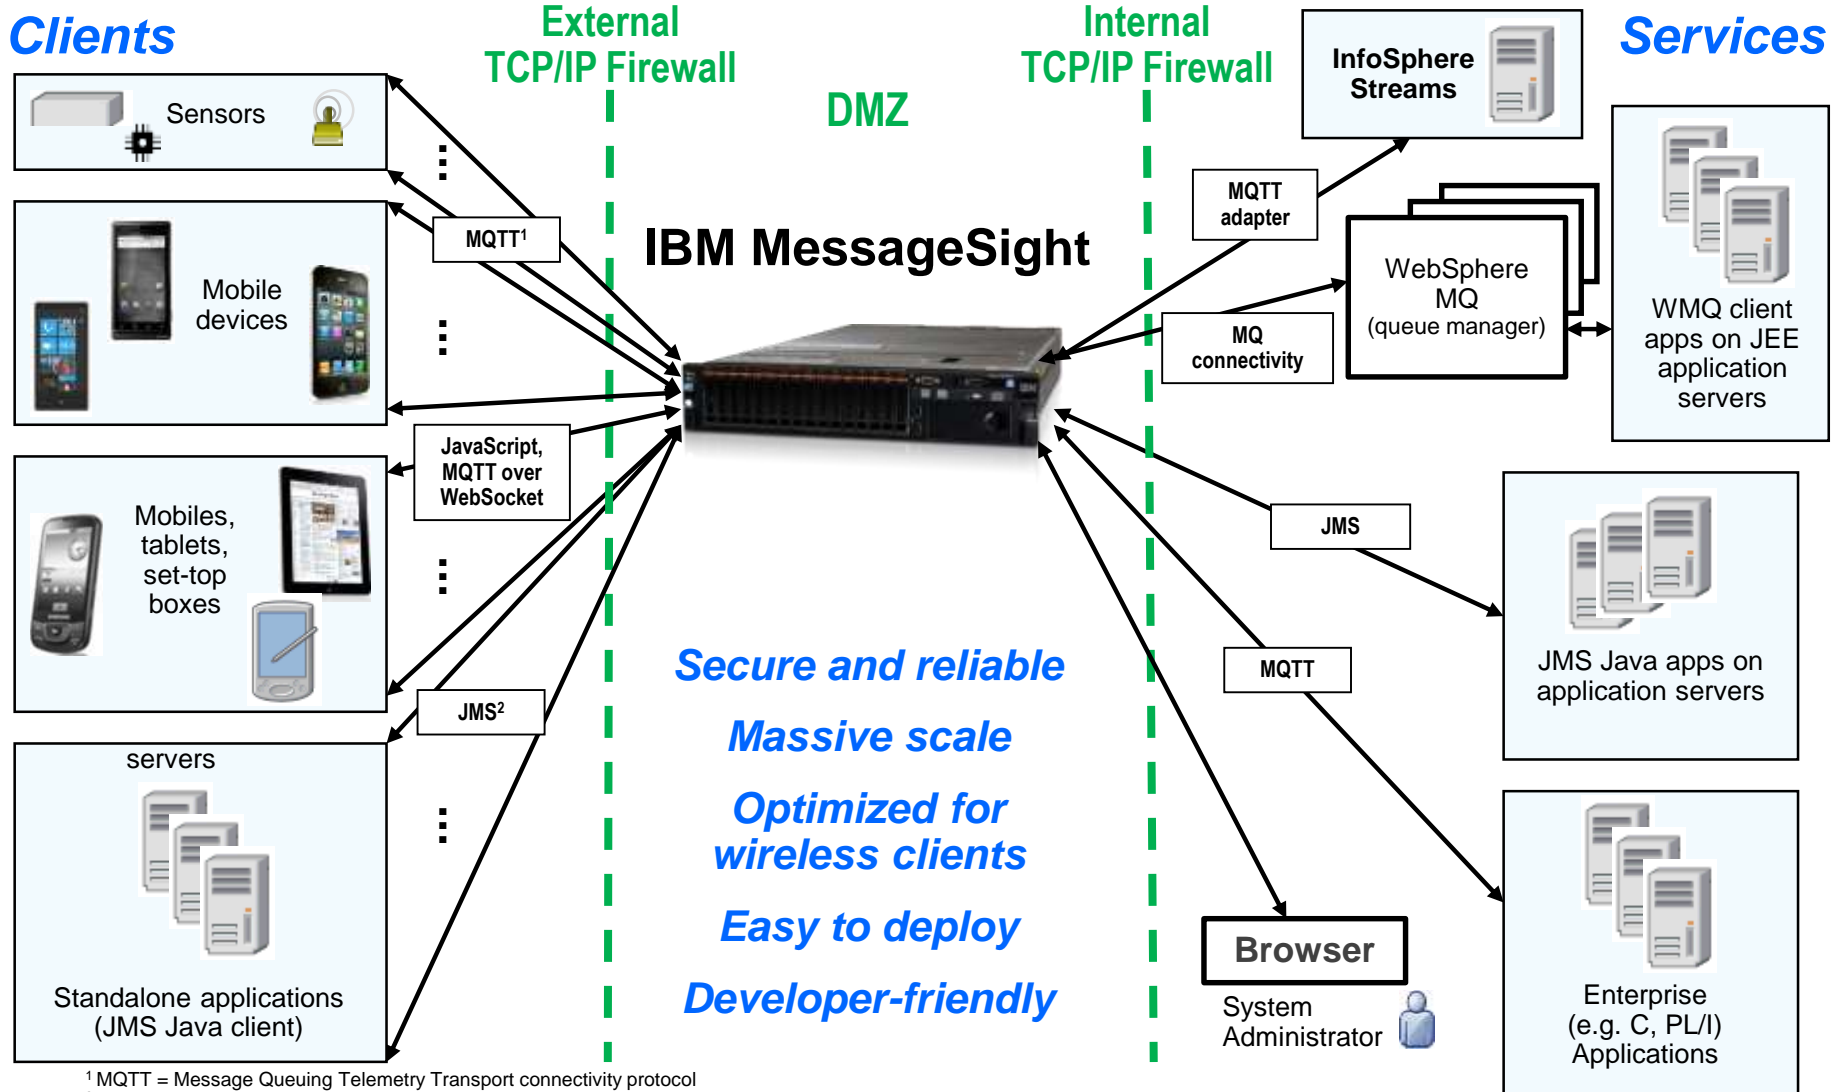 Clients
External
TCP/IP Firewall
Internal
TCP/IP Firewall
Services
DMZ
Sensors
Mobile
devices
Mobiles,
tablets,
set-top
boxes
servers
Standalone applications
(JMS Java client)
MQTT1
JavaScript,
MQTT over
WebSocket
JMS2
IBM MessageSight
Secure and reliable
Massive scale
Optimized for
wireless clients
Easy to deploy
Developer-friendly
MQTT
adapter
MQ
connectivity
JMS
MQTT
InfoSphere
Streams
WebSphere
MQ
(queue manager)
WMQ client
apps on JEE
application
servers
JMS Java apps on
application servers
Enterprise
(e.g. C, PL/I)
Applications
Browser
System
Administrator
1 MQTT = Message Queuing Telemetry Transport connectivity protocol